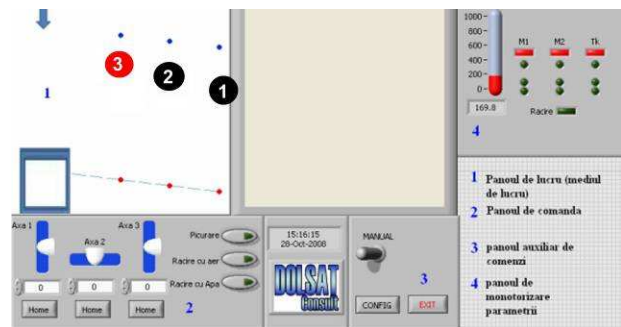 1
3
2
1
1000
800
600
400
200
0
169.8
M1 M2 Tk
Racire
4
1 Panoul de lucru (mediul
de lucru)
2 Panoul de comanda
3 panoul auxiliar de
comenzi
4 panoul de
monotorizare
parametrii
Axa 1
Axa 2
Axa 3
0
0
0
Home
Home
Home
Picurare
Racire cu aer
Racire cu Apa
2
15:16:15
28-Oct-2008
DOLSAT
Consult
MANUAL
3
CONFIG
EXIT